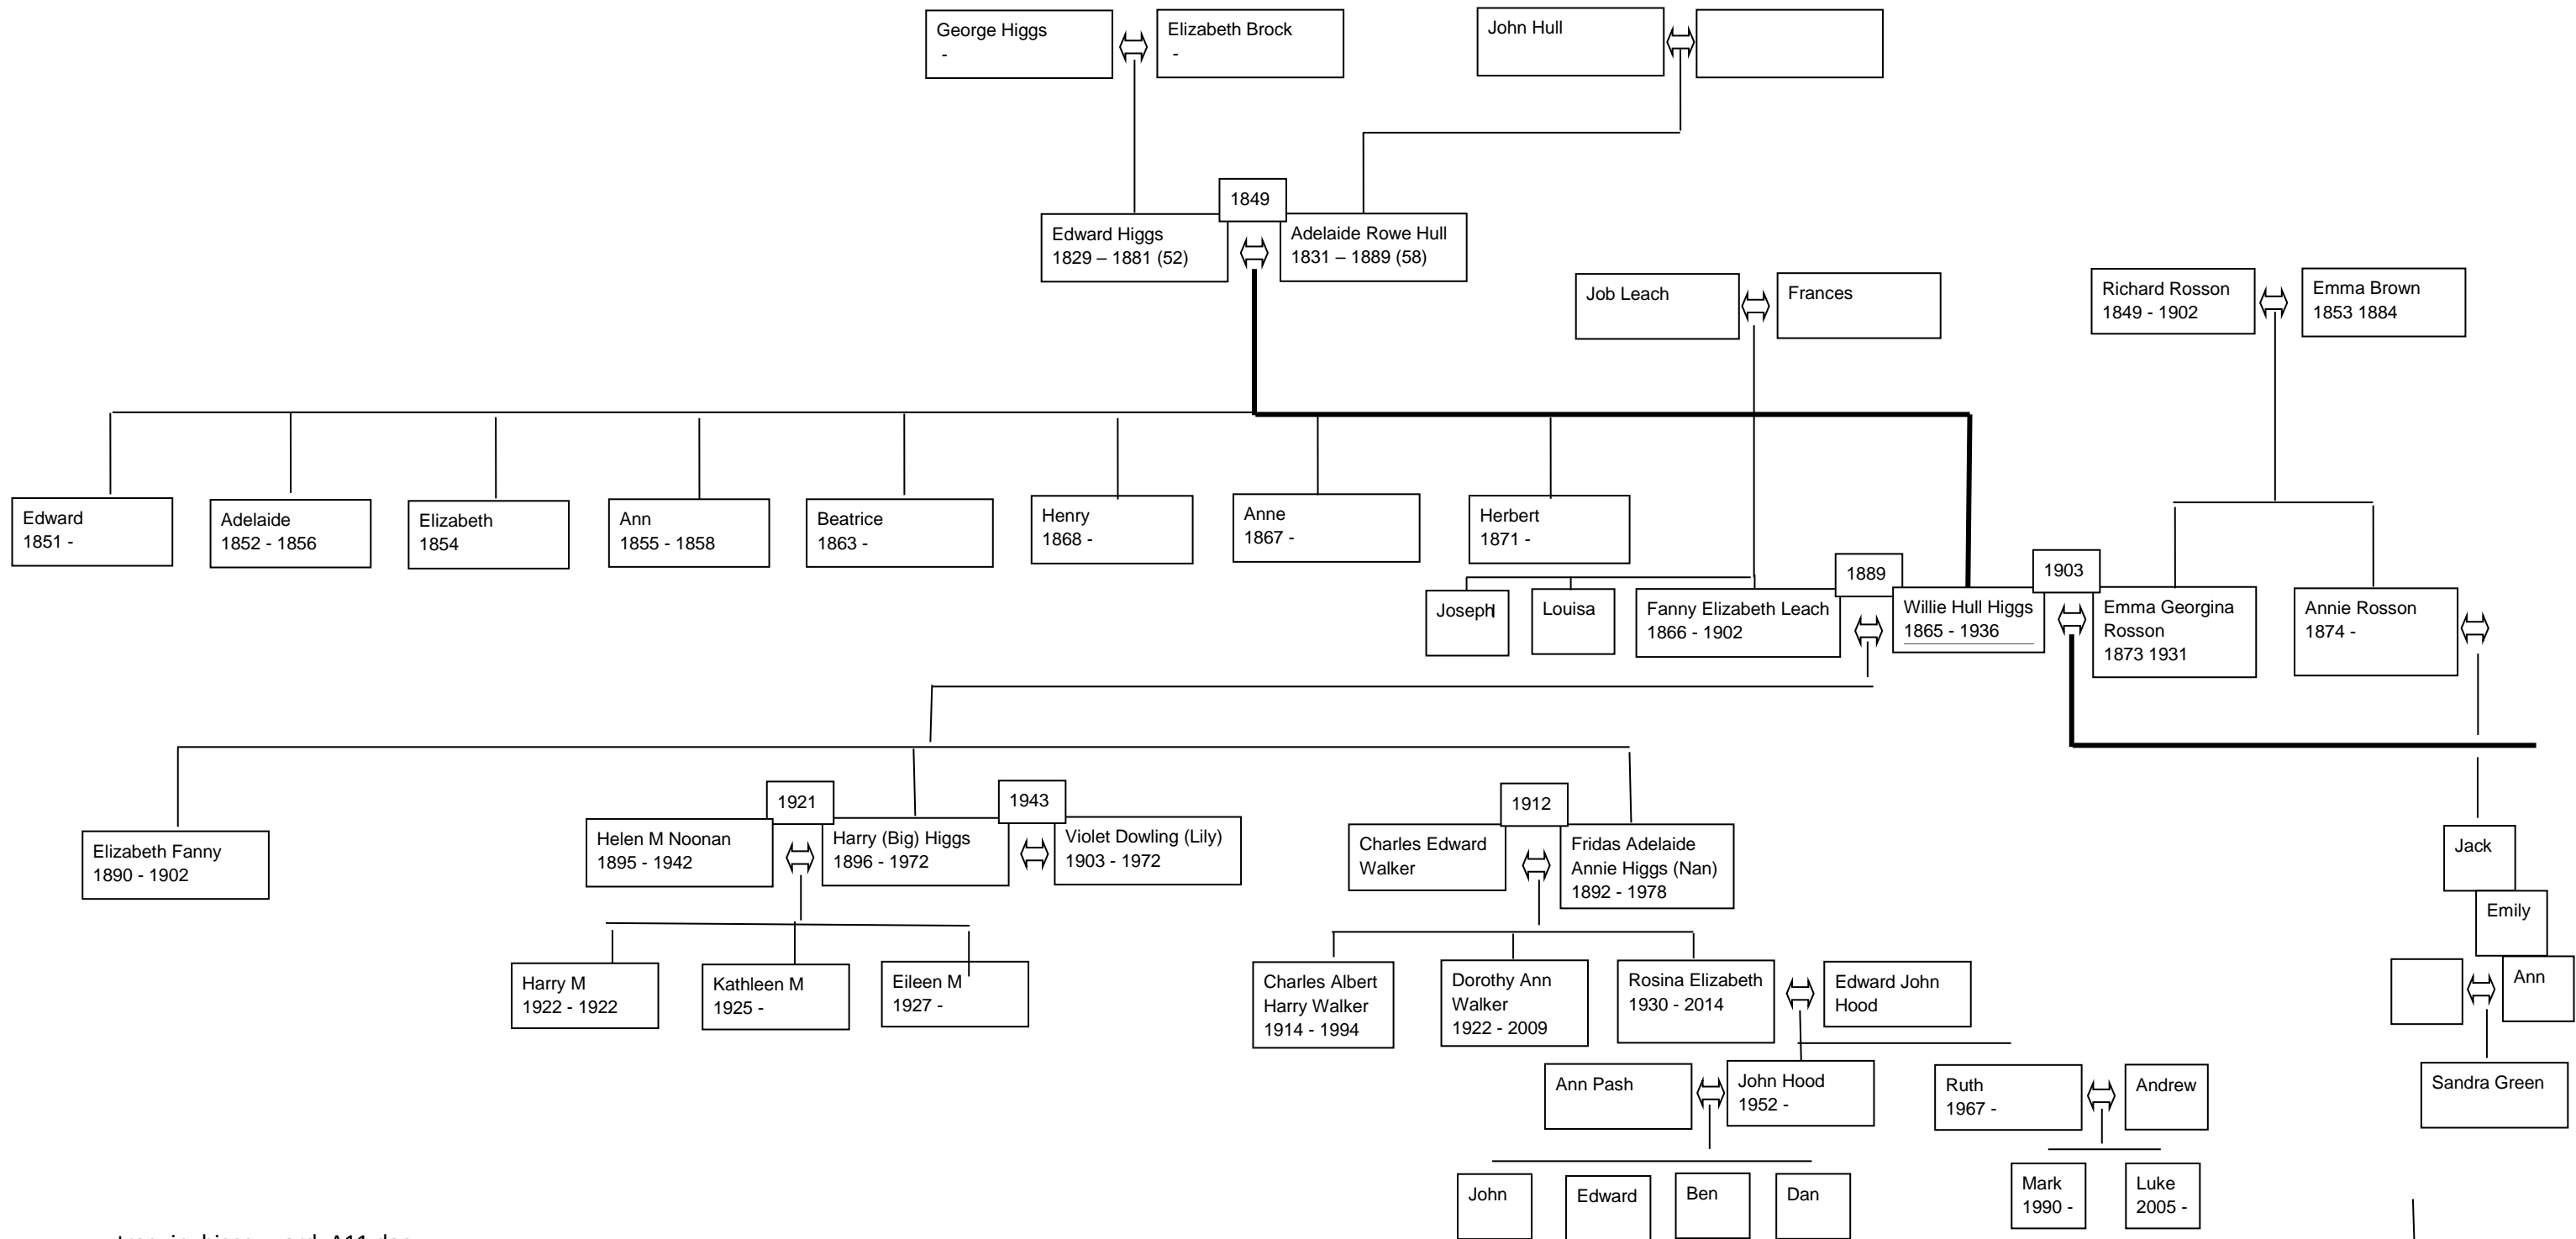 George Higgs
-
Elizabeth Brock
-
John Hull
1849
Edward Higgs
1829 – 1881 (52)
Adelaide Rowe Hull
1831 – 1889 (58)
Job Leach
Frances
Richard Rosson
1849 - 1902
Emma Brown
1853 1884
Edward
1851 -
Adelaide
1852 - 1856
Elizabeth
1854
Ann
1855 - 1858
Beatrice
1863 -
Henry
1868 -
Anne
1867 -
Herbert
1871 -
Joseph
Louisa
Fanny Elizabeth Leach
1866 - 1902
1889
Willie Hull Higgs
1865 - 1936
1903
Emma Georgina
Rosson
1873 1931
Annie Rosson
1874 -
Elizabeth Fanny
1890 - 1902
Helen M Noonan
1895 - 1942
1921
Harry (Big) Higgs
1896 - 1972
1943
Violet Dowling (Lily)
1903 - 1972
Charles Edward
Walker
1912
Fridas Adelaide
Annie Higgs (Nan)
1892 - 1978
Jack
Emily
Ann
Sandra Green
Harry M
1922 - 1922
Kathleen M
1925 -
Eileen M
1927 -
Charles Albert
Harry Walker
1914 - 1994
Dorothy Ann
Walker
1922 - 2009
Rosina Elizabeth
1930 - 2014
Edward John
Hood
Ann Pash
John Hood
1952 -
Ruth
1967 -
Andrew
John
Edward
Ben
Dan
Mark
1990 -
Luke
2005 -